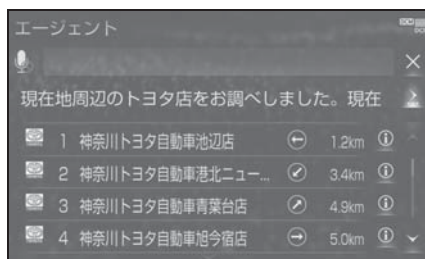 エージェント
現在地周辺のトヨタ店をお調べしました。現在
1 神奈川トヨタ自動車池辺店 1.2km
2 神奈川トヨタ自動車港北ニュー... 3.4km
3 神奈川トヨタ自動車青葉台店 4.9km
4 神奈川トヨタ自動車旭今宿店 5.0km